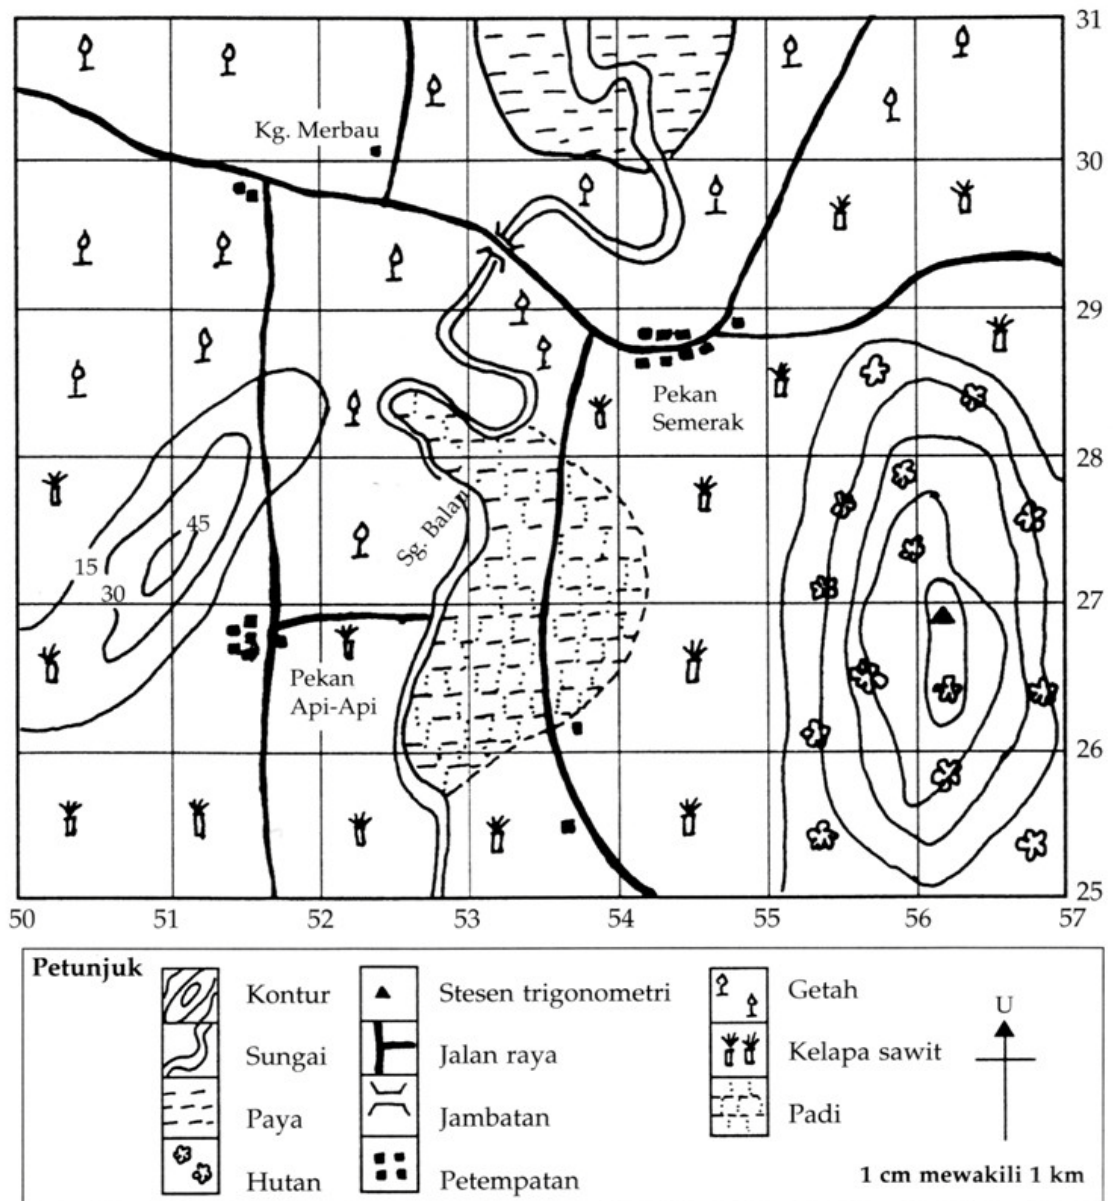 31
Kg. Merbau
30
29
Pekan
Semerak
28
Sg. Balau
45
15
30
27
Pekan
Api-Api
26
25
50 51 52 53 54 55 56 57
Petunjuk
Kontur
Sungai
Paya
Hutan
Stesen trigonometri
Jalan raya
Jambatan
Petempatan
Getah
Kelapa sawit
Padi
U
1 cm mewakili 1 km